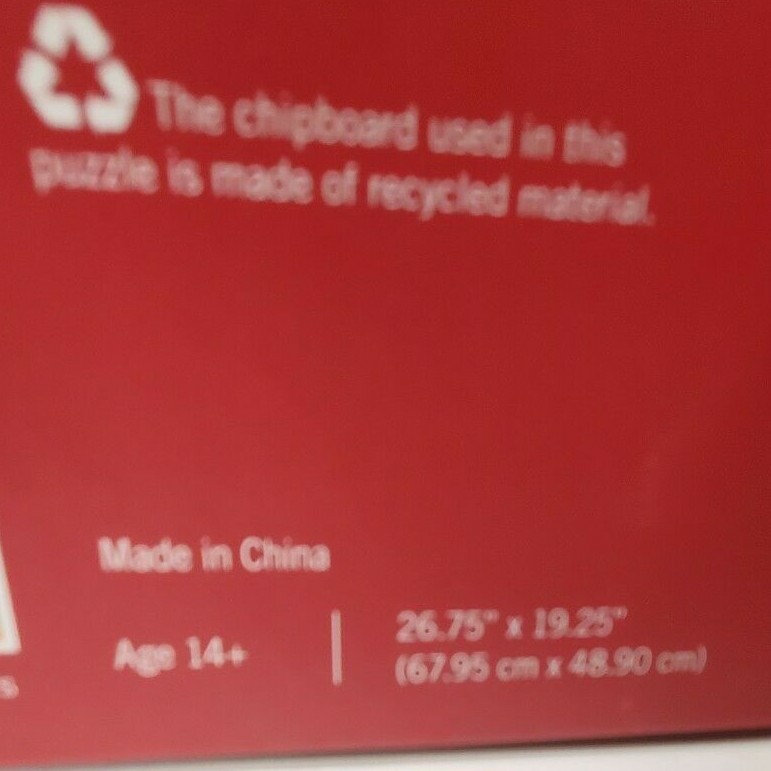 The chipboard used in this
puzzle is made of recycled material.
Made in China
Age 14+
26.75" x 19.25"
(67.95 cm x 48.90 cm)
s